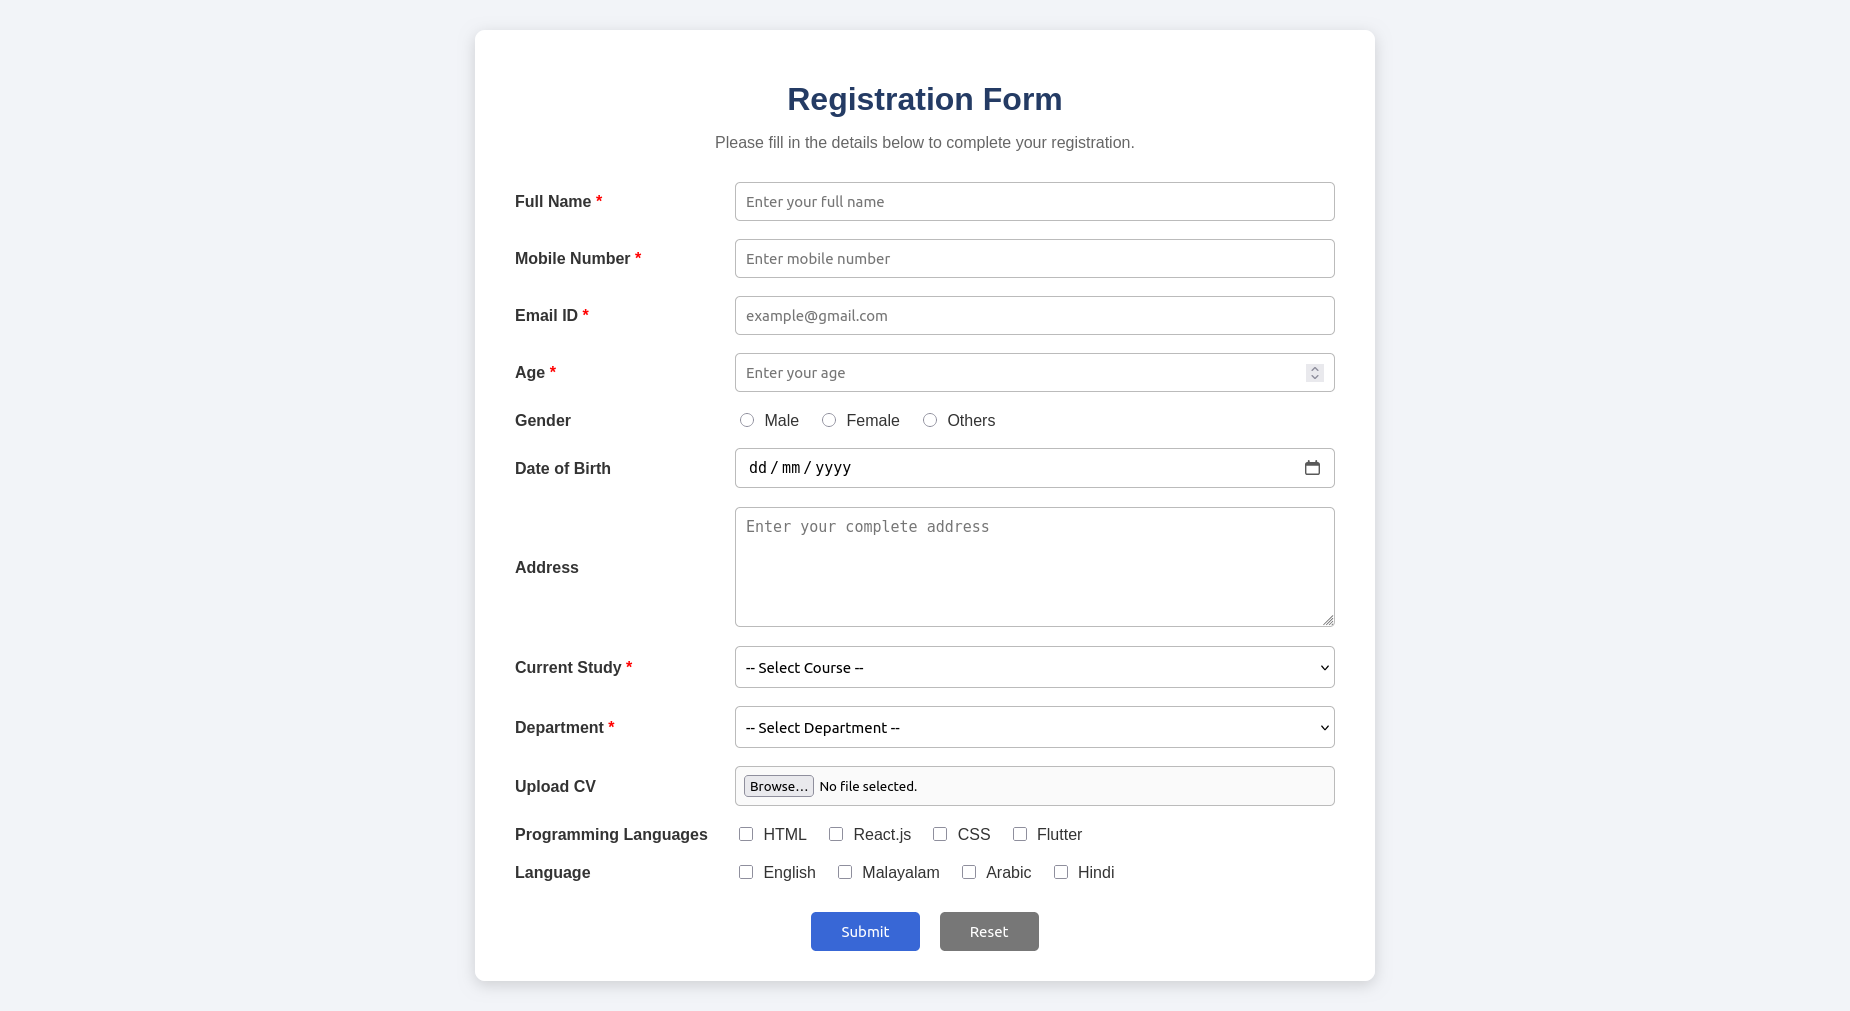 Registration Form
Please fill in the details below to complete your registration.
Full Name * Enter your full name
Mobile Number * Enter mobile number
Email ID * example@gmail.com
Age * Enter your age
Gender Male Female Others
Date of Birth dd / mm / yyyy
Address Enter your complete address
Current Study * -- Select Course --
Department * -- Select Department --
Upload CV Browse... No file selected.
Programming Languages HTML React.js CSS Flutter
Language English Malayalam Arabic Hindi
Submit Reset